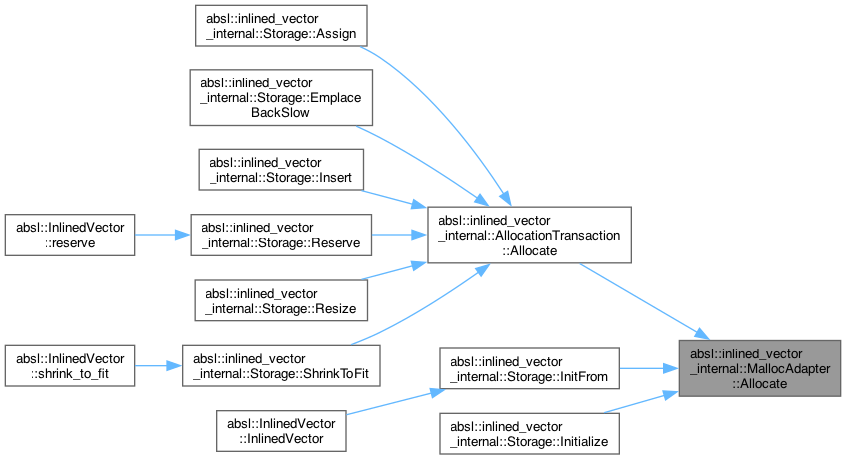 absl::inlined_vector
_internal::Storage::Assign
absl::inlined_vector
_internal::Storage::Emplace
BackSlow
absl::inlined_vector
_internal::Storage::Insert
absl::InlinedVector
::reserve
absl::inlined_vector
_internal::Storage::Reserve
absl::inlined_vector
_internal::AllocationTransaction
::Allocate
absl::inlined_vector
_internal::Storage::Resize
absl::InlinedVector
::shrink_to_fit
absl::inlined_vector
_internal::Storage::ShrinkToFit
absl::inlined_vector
_internal::Storage::InitFrom
absl::inlined_vector
_internal::MallocAdapter
::Allocate
absl::InlinedVector
::InlinedVector
absl::inlined_vector
_internal::Storage::Initialize